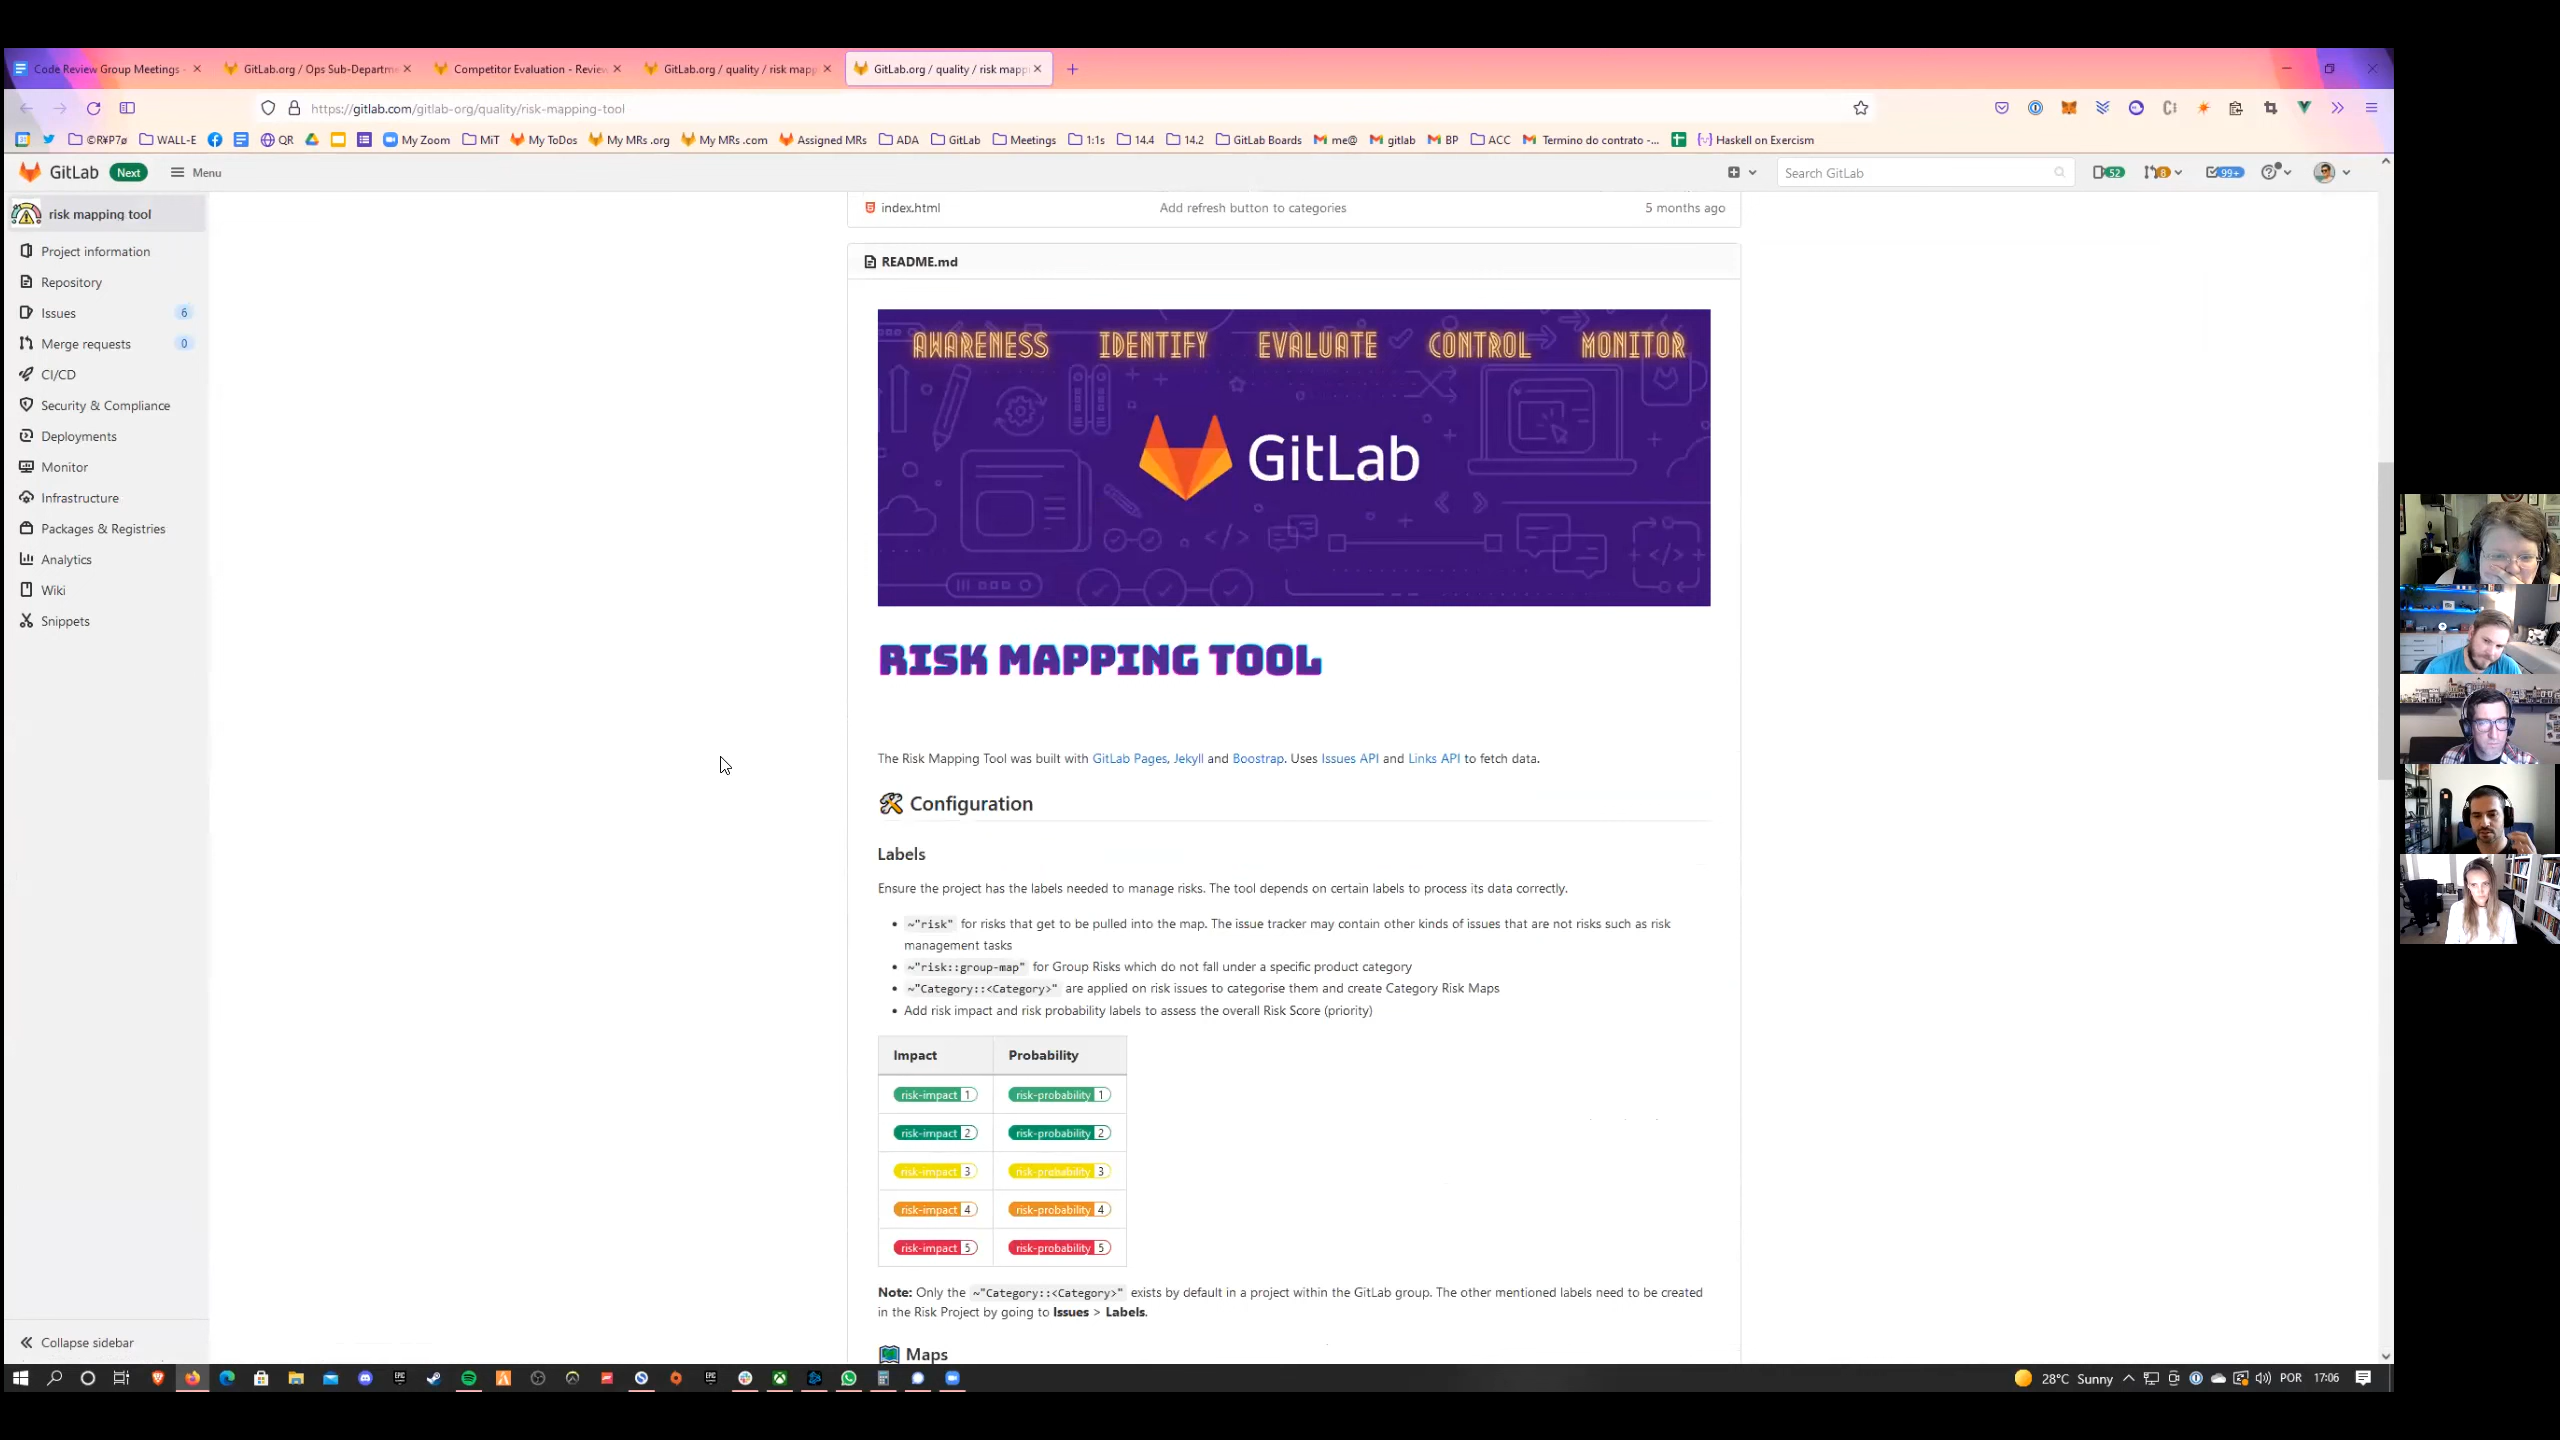 Code Review Group Meetings -
GitLab.org / Ops Sub-Departme
Competitor Evaluation - Review
GitLab.org / quality / risk mapp
GitLab.org / quality / risk mapp
https://gitlab.com/gitlab-org/quality/risk-mapping-tool
©R¥P7ø WALL-E QR My Zoom MiT My ToDos My MRs .org My MRs .com Assigned MRs ADA GitLab Meetings 1:1s 14.4 14.2 GitLab Boards me@ gitlab BP ACC Termino do contrato -... Haskell on Exercism
GitLab Next Menu Search GitLab 52 8 99+
risk mapping tool
Project information
Repository
Issues 6
Merge requests 0
CI/CD
Security & Compliance
Deployments
Monitor
Infrastructure
Packages & Registries
Analytics
Wiki
Snippets
Collapse sidebar
index.html Add refresh button to categories 5 months ago
README.md
AWARENESS IDENTIFY EVALUATE CONTROL MONITOR
GitLab
RISK MAPPING TOOL
The Risk Mapping Tool was built with GitLab Pages, Jekyll and Boostrap. Uses Issues API and Links API to fetch data.
Configuration
Labels
Ensure the project has the labels needed to manage risks. The tool depends on certain labels to process its data correctly.
• ~"risk" for risks that get to be pulled into the map. The issue tracker may contain other kinds of issues that are not risks such as risk
management tasks
• ~"risk::group-map" for Group Risks which do not fall under a specific product category
• ~"Category::<Category>" are applied on risk issues to categorise them and create Category Risk Maps
• Add risk impact and risk probability labels to assess the overall Risk Score (priority)
Impact Probability
risk-impact 1 risk-probability 1
risk-impact 2 risk-probability 2
risk-impact 3 risk-probability 3
risk-impact 4 risk-probability 4
risk-impact 5 risk-probability 5
Note: Only the ~"Category::<Category>" exists by default in a project within the GitLab group. The other mentioned labels need to be created
in the Risk Project by going to Issues > Labels.
Maps
28°C Sunny POR 17:06